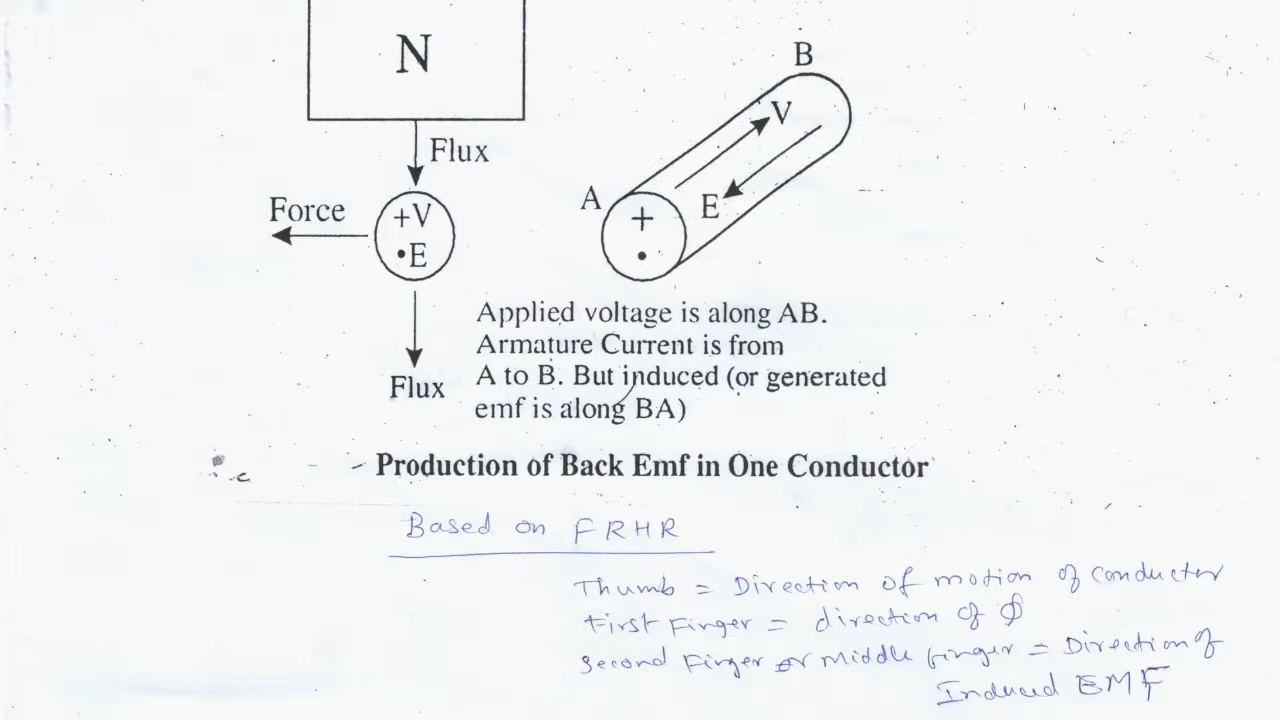 N
B
V
Flux
A
E
Force
+V
•E
+
•
Applied voltage is along AB.
Armature Current is from
A to B. But induced (or generated
emf is along BA)
Flux
Production of Back Emf in One Conductor
Based on FRHR
Thumb = Direction of motion of conductor
First Finger = direction of ϕ
Second Finger or Middle finger = Direction of
Induced EMF